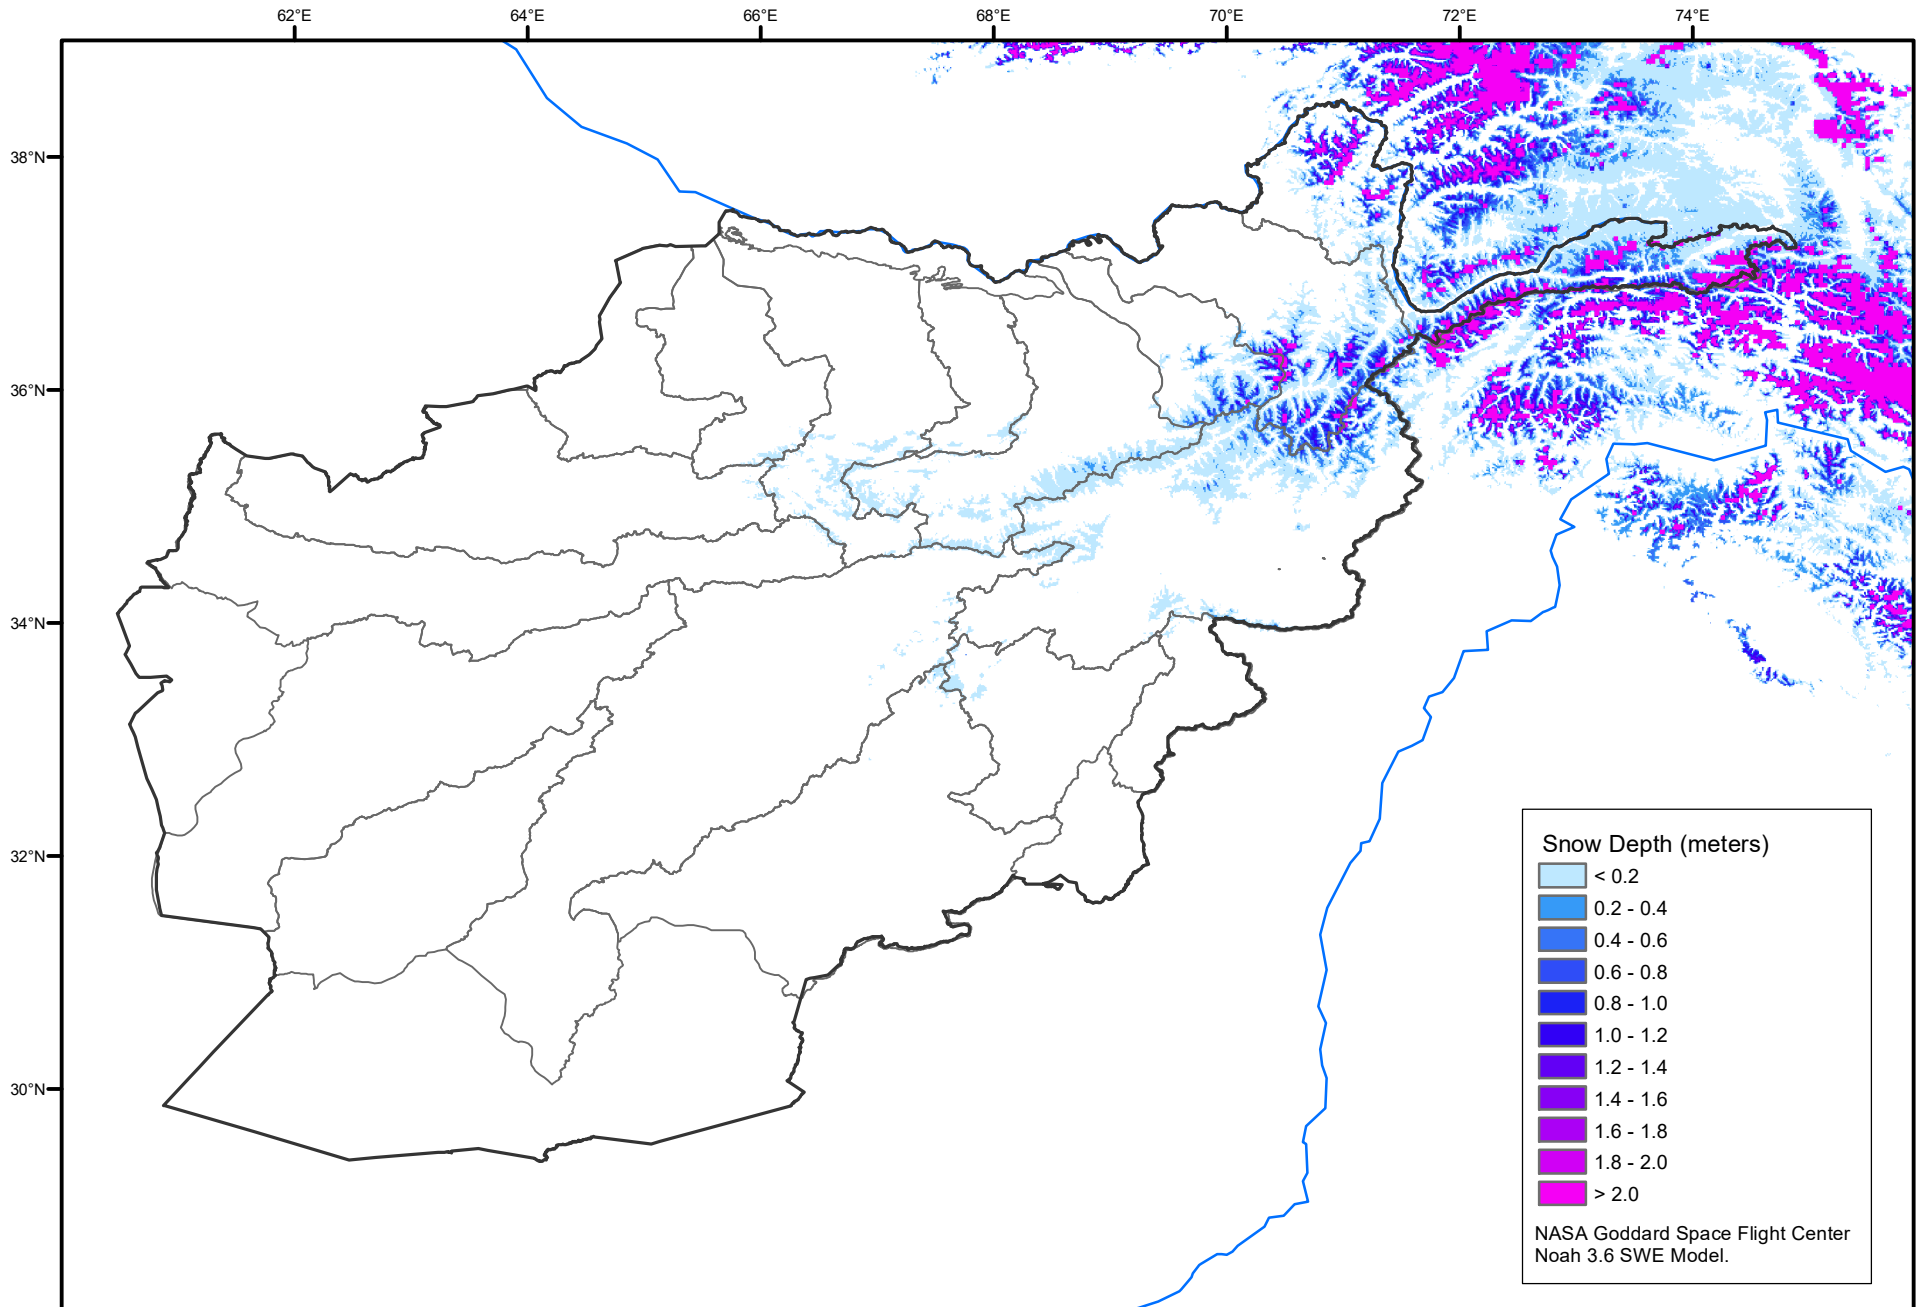 62°E 64°E 66°E 68°E 70°E 72°E 74°E
38°N
36°N
34°N
32°N
30°N
Snow Depth (meters)
< 0.2
0.2 - 0.4
0.4 - 0.6
0.6 - 0.8
0.8 - 1.0
1.0 - 1.2
1.2 - 1.4
1.4 - 1.6
1.6 - 1.8
1.8 - 2.0
> 2.0
NASA Goddard Space Flight Center
Noah 3.6 SWE Model.